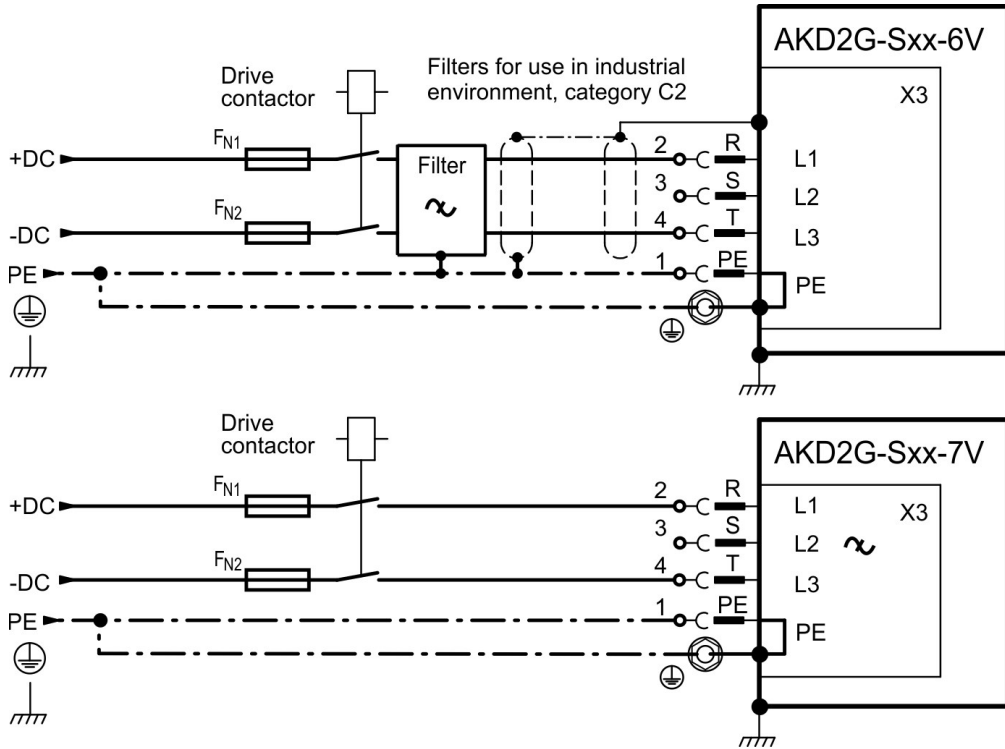 AKD2G-Sxx-6V
X3
Drive
contactor
Filters for use in industrial
environment, category C2
+DC
FN1
Filter
2
R
L1
3
S
L2
-DC
FN2
4
T
L3
PE
1
PE
PE
AKD2G-Sxx-7V
X3
Drive
contactor
+DC
FN1
2
R
L1
3
S
L2
-DC
FN2
4
T
L3
PE
1
PE
PE